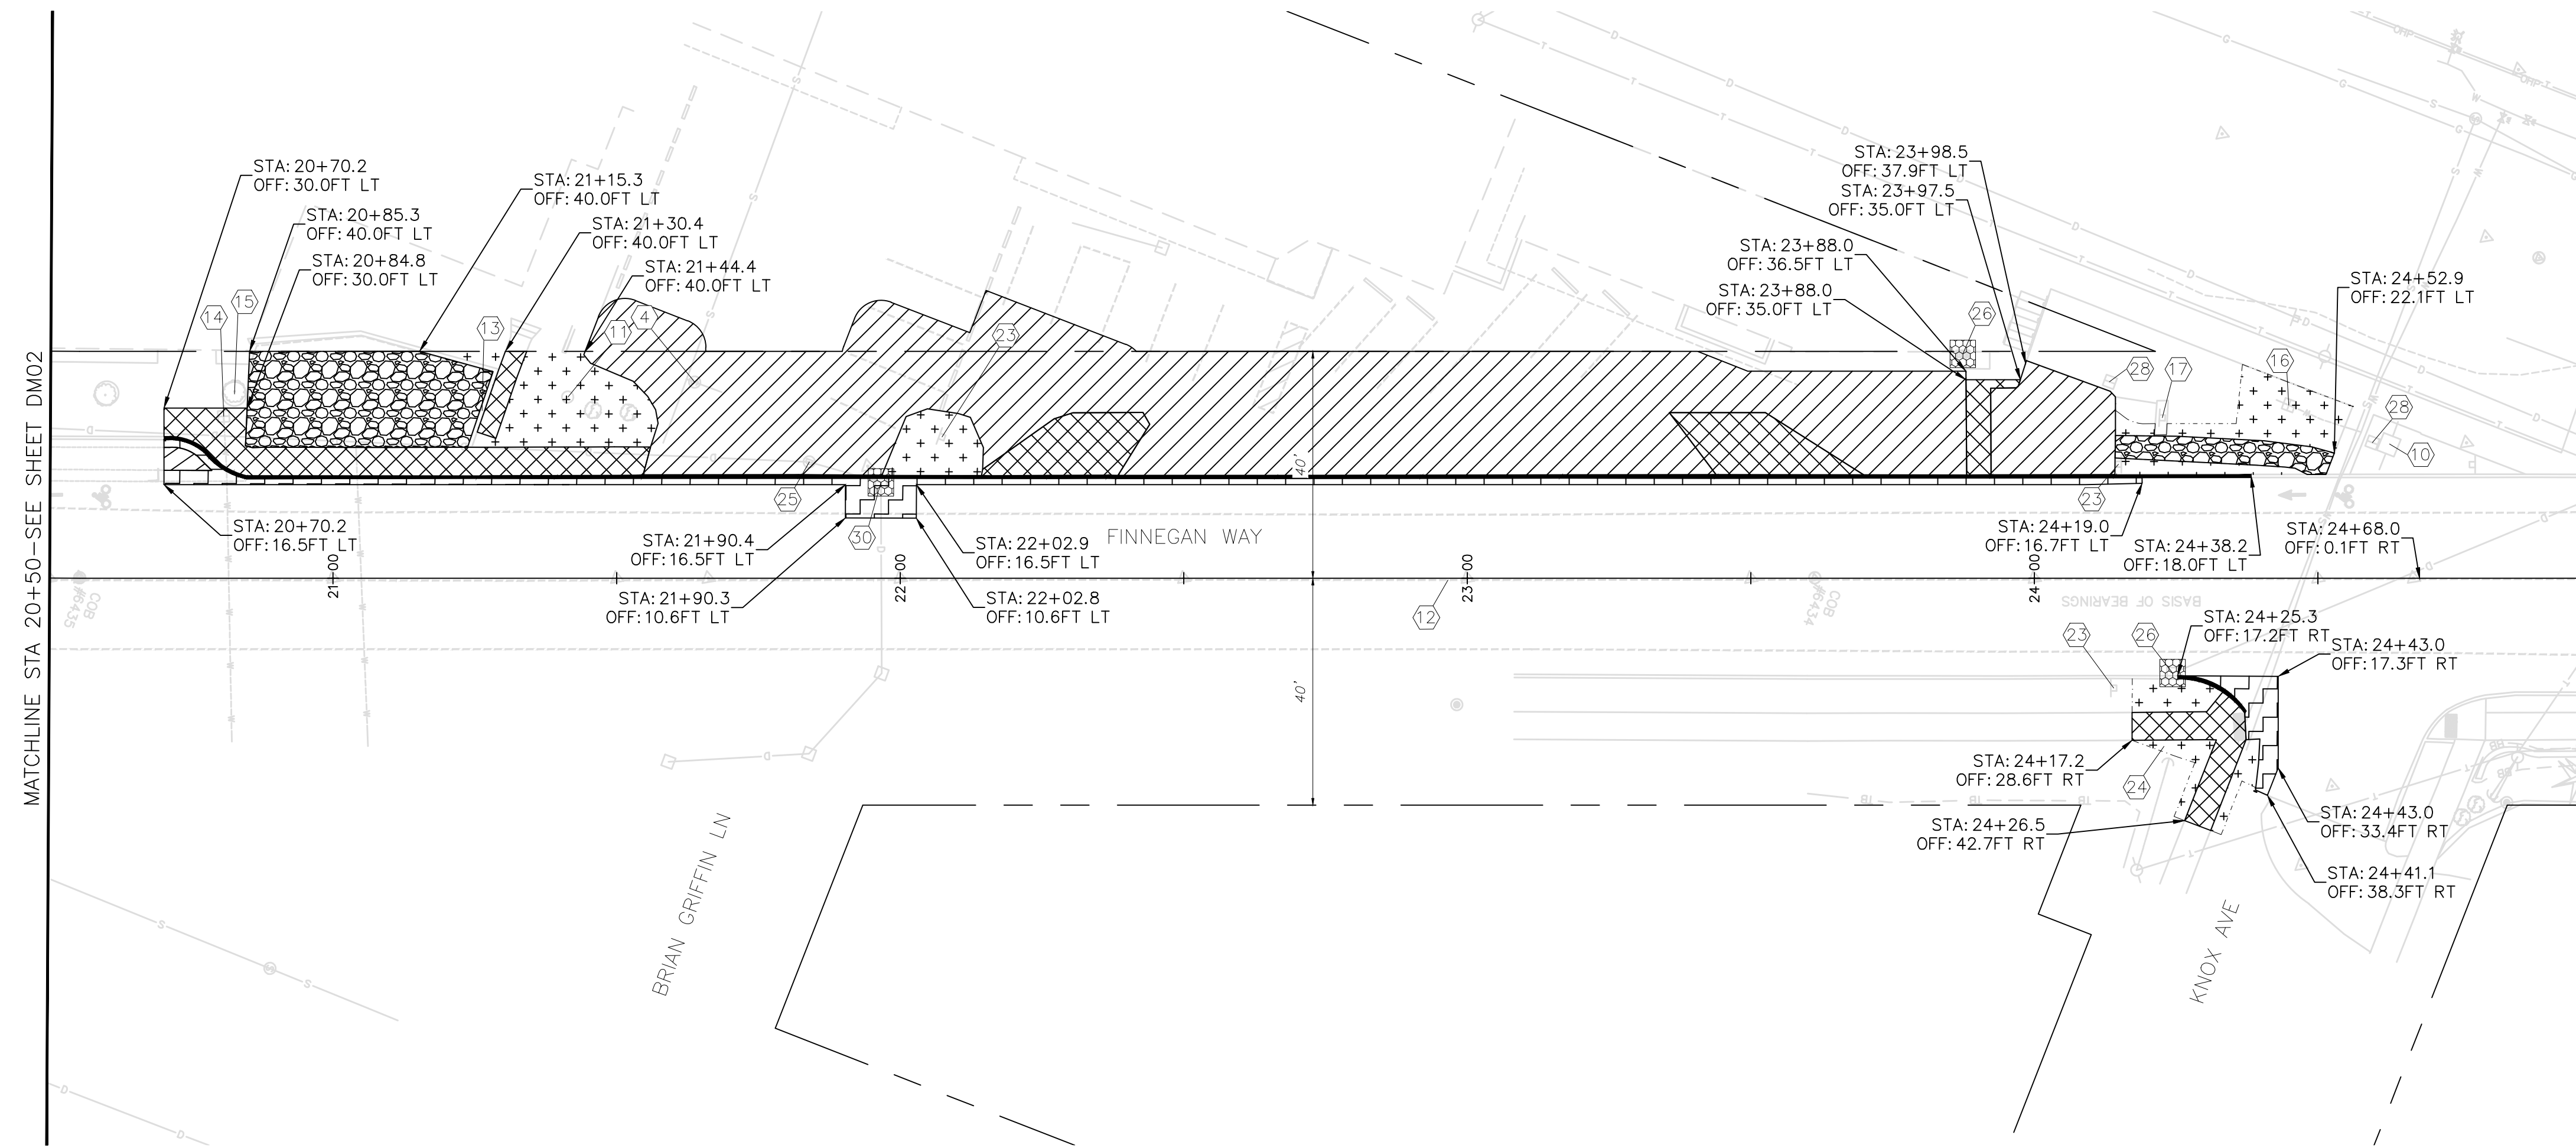 MATCHLINE STA 20+50-SEE SHEET DM02
STA: 20+70.2
OFF: 30.0FT LT
STA: 20+85.3
OFF: 40.0FT LT
STA: 20+84.8
OFF: 30.0FT LT
STA: 21+15.3
OFF: 40.0FT LT
STA: 21+30.4
OFF: 40.0FT LT
STA: 21+44.4
OFF: 40.0FT LT
STA: 23+98.5
OFF: 37.9FT LT
STA: 23+97.5
OFF: 35.0FT LT
STA: 23+88.0
OFF: 36.5FT LT
STA: 23+88.0
OFF: 35.0FT LT
STA: 24+52.9
OFF: 22.1FT LT
14
15
13
11
4
23
26
28
17
16
28
10
25
30
23
40'
STA: 20+70.2
OFF: 16.5FT LT
STA: 21+90.4
OFF: 16.5FT LT
STA: 22+02.9
OFF: 16.5FT LT
FINNEGAN WAY
STA: 24+19.0
OFF: 16.7FT LT
STA: 24+38.2
OFF: 18.0FT LT
STA: 24+68.0
OFF: 0.1FT RT
21+00
22+00
23+00
24+00
STA: 21+90.3
OFF: 10.6FT LT
STA: 22+02.8
OFF: 10.6FT LT
12
COB
#6435
COB
#6434
BASIS OF BEARINGS
STA: 24+25.3
OFF: 17.2FT RT
23
26
STA: 24+43.0
OFF: 17.3FT RT
40'
STA: 24+17.2
OFF: 28.6FT RT
24
STA: 24+26.5
OFF: 42.7FT RT
STA: 24+43.0
OFF: 33.4FT RT
STA: 24+41.1
OFF: 38.3FT RT
BRIAN GRIFFIN LN
KNOX AVE